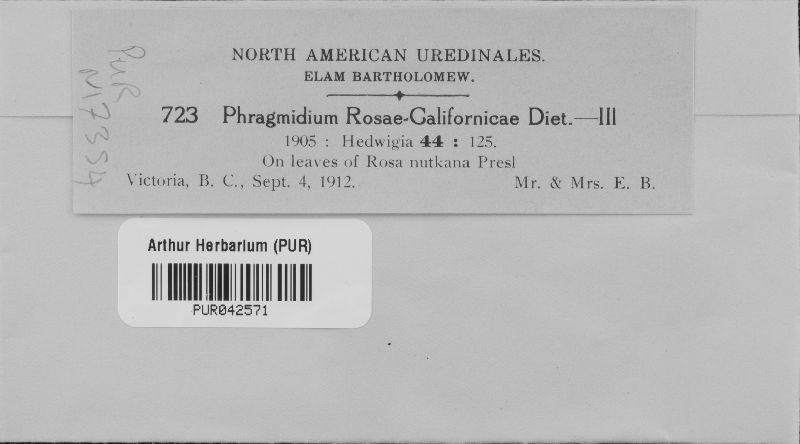 NORTH AMERICAN UREDINALES.
ELAM BARTHOLOMEW.
723 Phragmidium Rosae-Californicae Diet.—III
1905 : Hedwigia 44 : 125.
On leaves of Rosa nutkana Presl
Victoria, B. C., Sept. 4, 1912. Mr. & Mrs. E. B.
PUR
N17354
Arthur Herbarium (PUR)
PUR042571